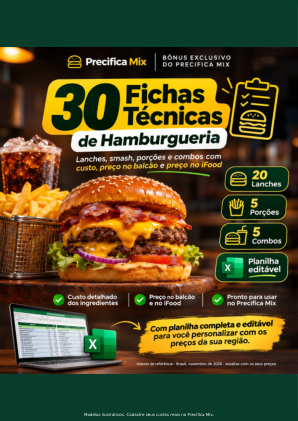 Precifica Mix
BÔNUS EXCLUSIVO
DO PRECIFICA MIX
30 Fichas
Técnicas
de Hamburgueria
Lanches, smash, porções e combos com
custo, preço no balcão e preço no iFood
20
Lanches
5
Porções
5
Combos
Planilha
editável
Custo detalhado
dos ingredientes
Preço no balcão
e no iFood
Pronto para usar
no Precifica Mix
Com planilha completa e editável
para você personalizar com os
preços da sua região.
Modelos ilustrativos. Cadastre seus custos reais no Precifica Mix.